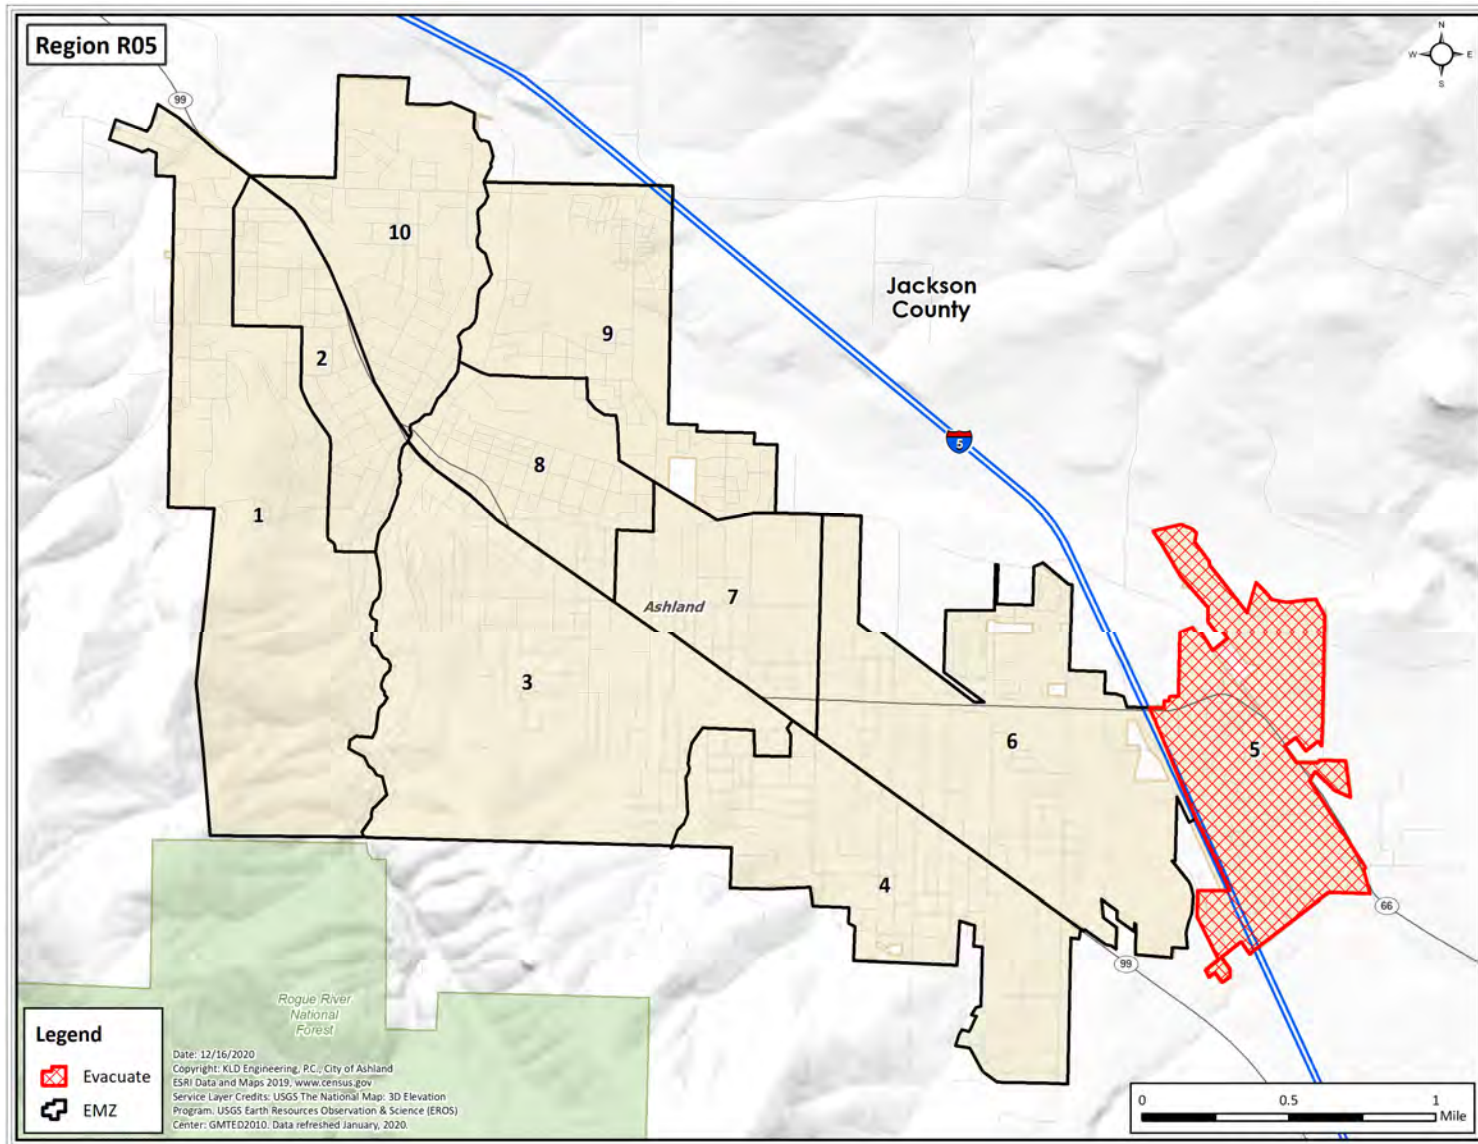 Region R05
N
W
E
S
99
10
Jackson
County
9
2
5
8
1
Ashland
7
3
6
5
4
66
99
Rogue River
National
Forest
Legend
Evacuate
EMZ
Date: 12/16/2020
Copyright: KLD Engineering, P.C., City of Ashland
ESRI Data and Maps 2019, www.census.gov
Service Layer Credits: USGS The National Map: 3D Elevation
Program. USGS Earth Resources Observation & Science (EROS)
Center: GMTED2010. Data refreshed January, 2020.
0
0.5
1
Mile